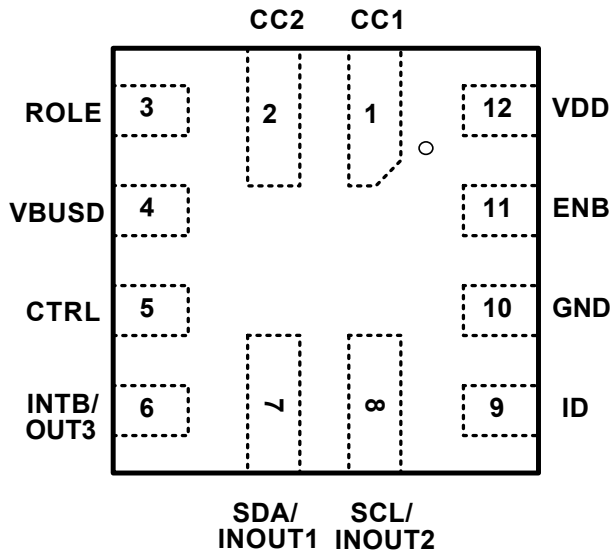 CC2 CC1
ROLE 3 2 1 12 VDD
VBUSD 4 11 ENB
CTRL 5 10 GND
INTB/
OUT3 6 7 8 9 ID
SDA/
INOUT1
SCL/
INOUT2